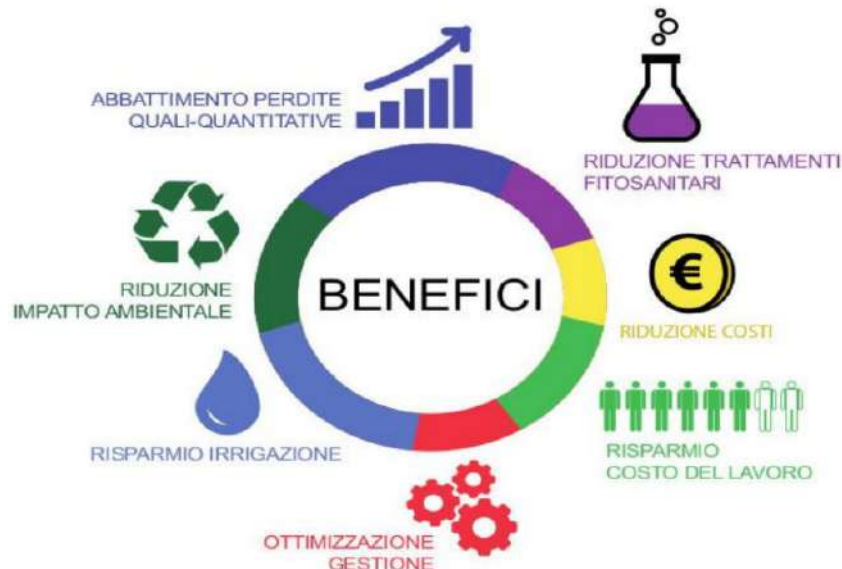 ABBATTIMENTO PERDITE
QUALI-QUANTITATIVE
RIDUZIONE TRATTAMENTI
FITOSANITARI
RIDUZIONE
IMPATTO AMBIENTALE
BENEFICI
€
RIDUZIONE COSTI
RISPARMIO IRRIGAZIONE
RISPARMIO
COSTO DEL LAVORO
OTTIMIZZAZIONE
GESTIONE